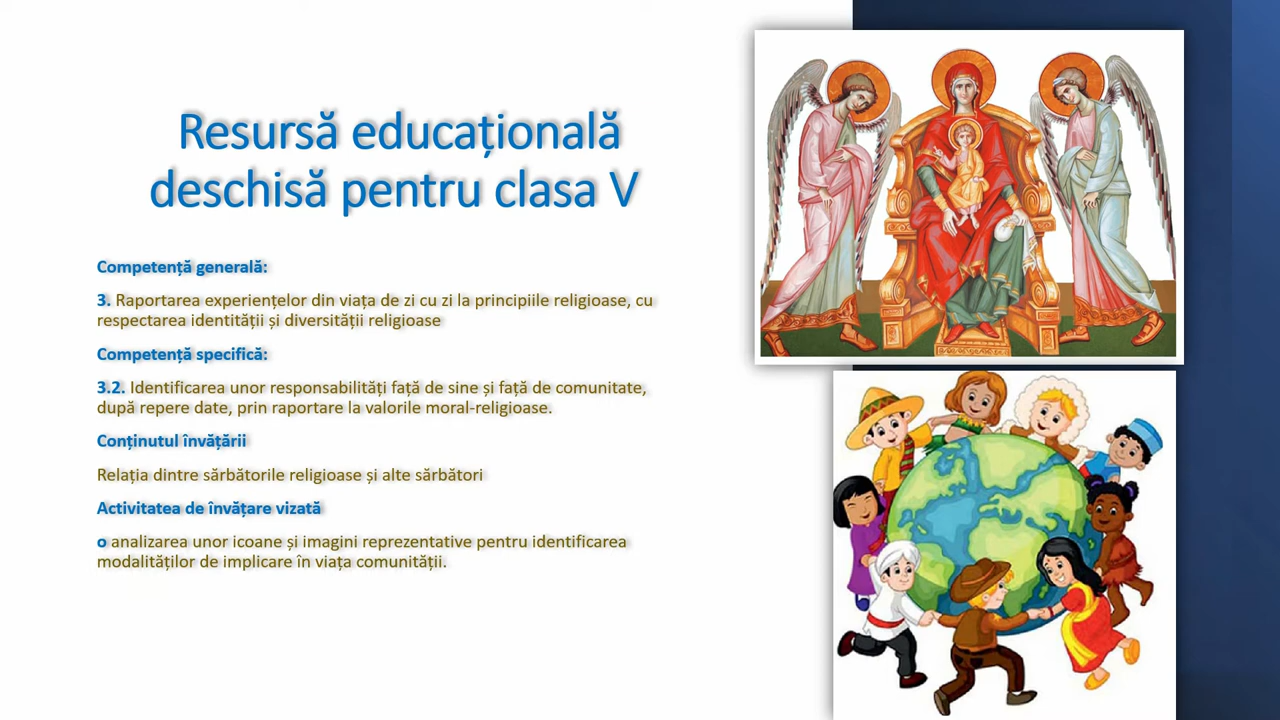 Resursă educațională
deschisă pentru clasa V
Competență generală:
3. Raportarea experiențelor din viața de zi cu zi la principiile religioase, cu
respectarea identității și diversității religioase
Competență specifică:
3.2. Identificarea unor responsabilități față de sine și față de comunitate,
după repere date, prin raportare la valorile moral-religioase.
Conținutul învățării
Relația dintre sărbătorile religioase și alte sărbători
Activitatea de învățare vizată
o analizarea unor icoane și imagini reprezentative pentru identificarea
modalităților de implicare în viața comunității.